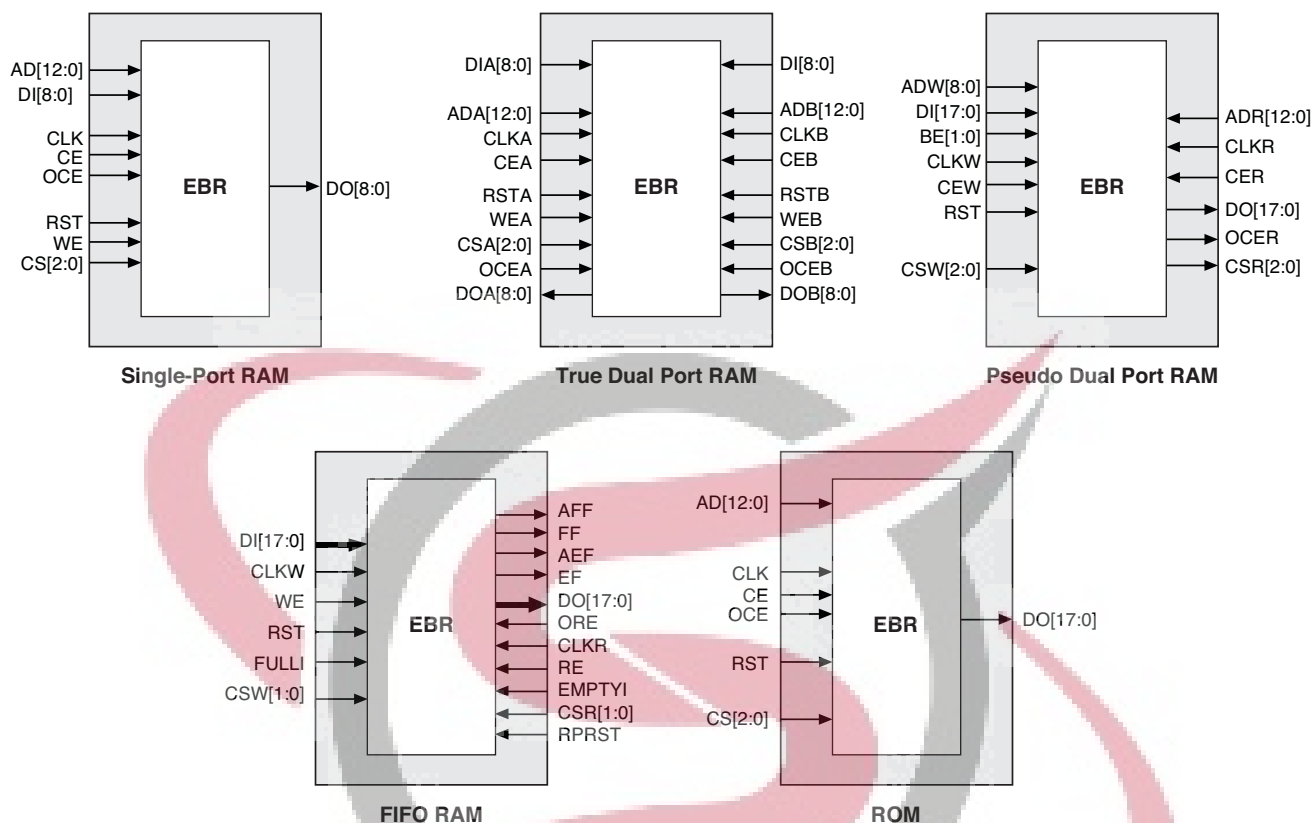 AD[12:0]
DI[8:0]
CLK
CE
OCE
RST
WE
CS[2:0]
EBR
DO[8:0]
Single-Port RAM
DIA[8:0]
ADA[12:0]
CLKA
CEA
RSTA
WEA
CSA[2:0]
OCEA
DOA[8:0]
EBR
DI[8:0]
ADB[12:0]
CLKB
CEB
RSTB
WEB
CSB[2:0]
OCEB
DOB[8:0]
True Dual Port RAM
ADW[8:0]
DI[17:0]
BE[1:0]
CLKW
CEW
RST
CSW[2:0]
EBR
ADR[12:0]
CLKR
CER
DO[17:0]
OCER
CSR[2:0]
Pseudo Dual Port RAM
DI[17:0]
CLKW
WE
RST
FULLI
CSW[1:0]
EBR
AFF
FF
AEF
EF
DO[17:0]
ORE
CLKR
RE
EMPTYI
CSR[1:0]
RPRST
FIFO RAM
AD[12:0]
CLK
CE
OCE
RST
CS[2:0]
EBR
DO[17:0]
ROM